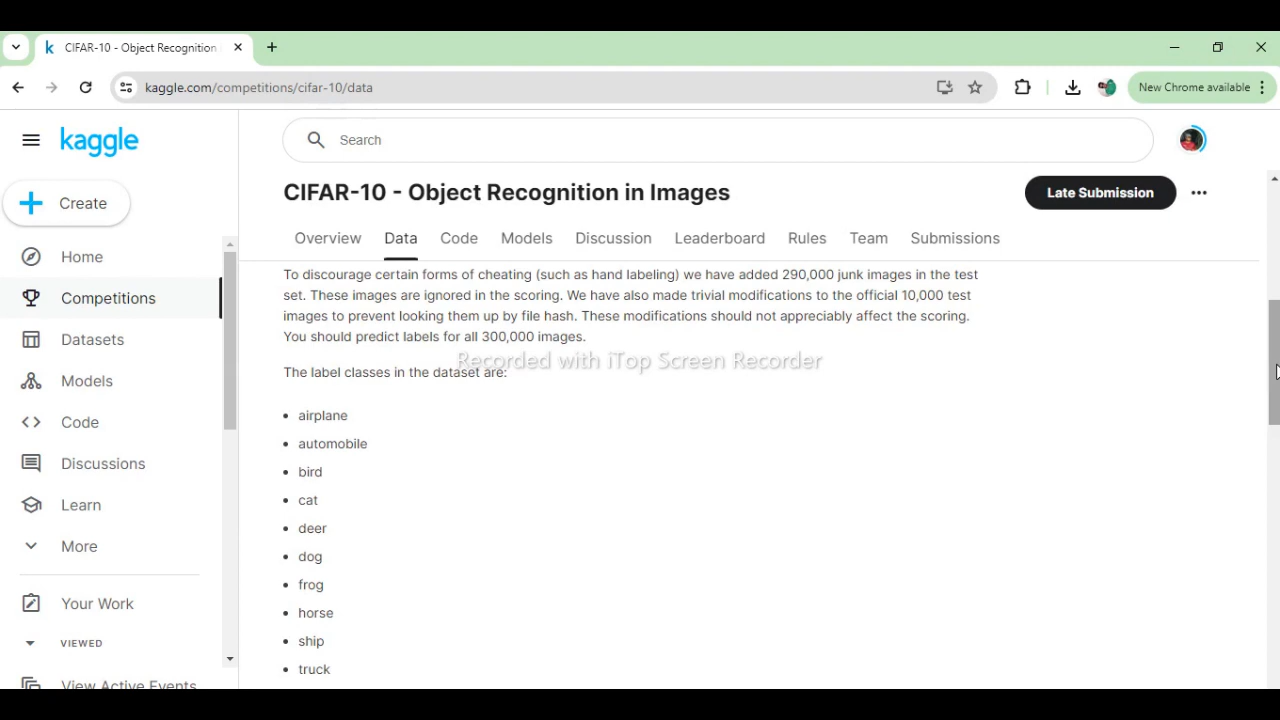 CIFAR-10 - Object Recognition
kaggle.com/competitions/cifar-10/data
New Chrome available
kaggle
Search
Create
CIFAR-10 - Object Recognition in Images
Late Submission
Overview Data Code Models Discussion Leaderboard Rules Team Submissions
Home
Competitions
Datasets
Models
Code
Discussions
Learn
More
Your Work
VIEWED
View Active Events
To discourage certain forms of cheating (such as hand labeling) we have added 290,000 junk images in the test
set. These images are ignored in the scoring. We have also made trivial modifications to the official 10,000 test
images to prevent looking them up by file hash. These modifications should not appreciably affect the scoring.
You should predict labels for all 300,000 images.
Recorded with iTop Screen Recorder
The label classes in the dataset are:
airplane
automobile
bird
cat
deer
dog
frog
horse
ship
truck